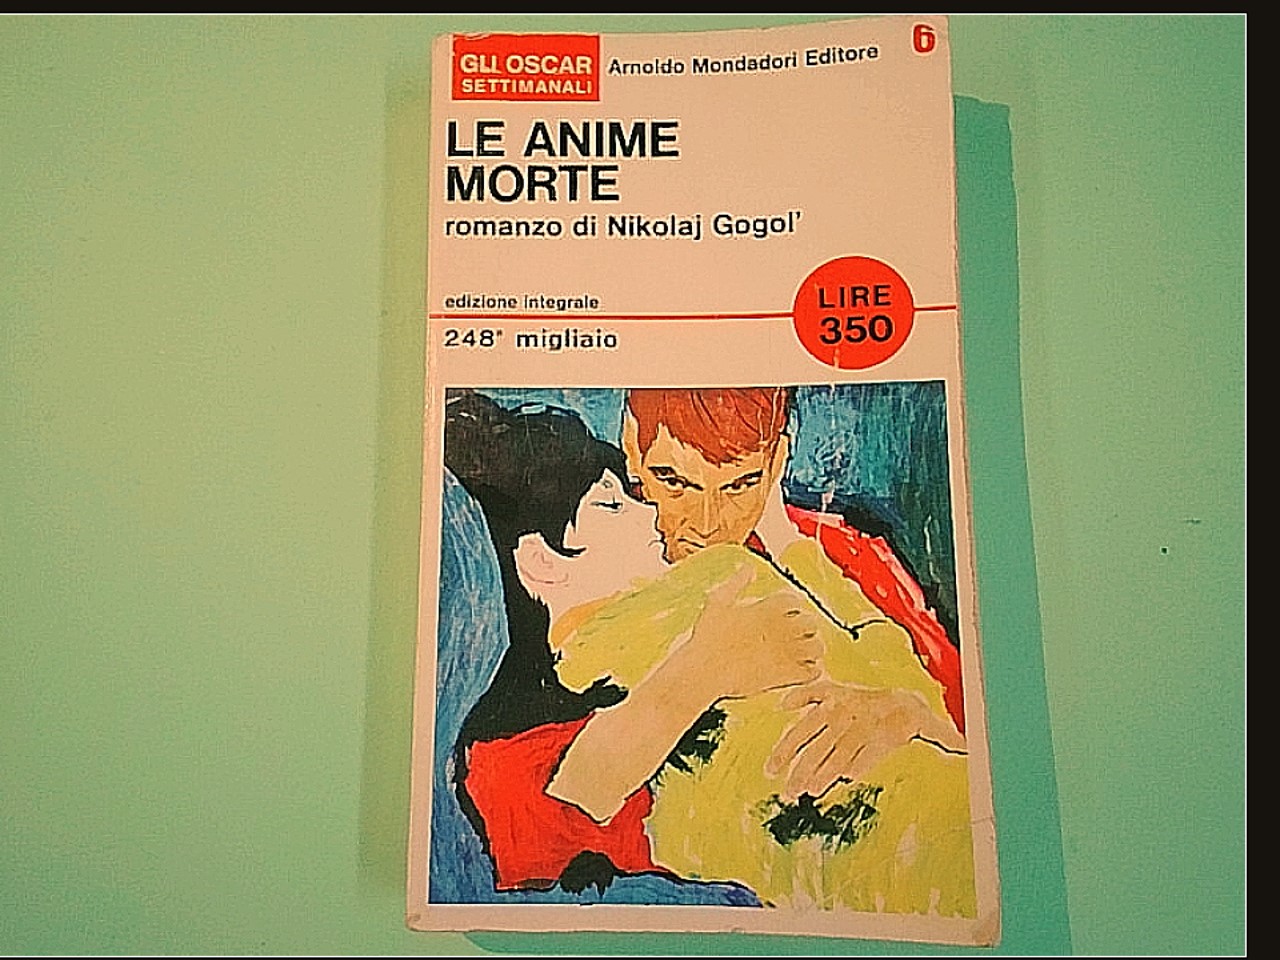 GLI OSCAR
SETTIMANALI
Arnoldo Mondadori Editore
6
LE ANIME
MORTE
romanzo di Nikolaj Gogol'
edizione integrale
248° migliaio
LIRE
350